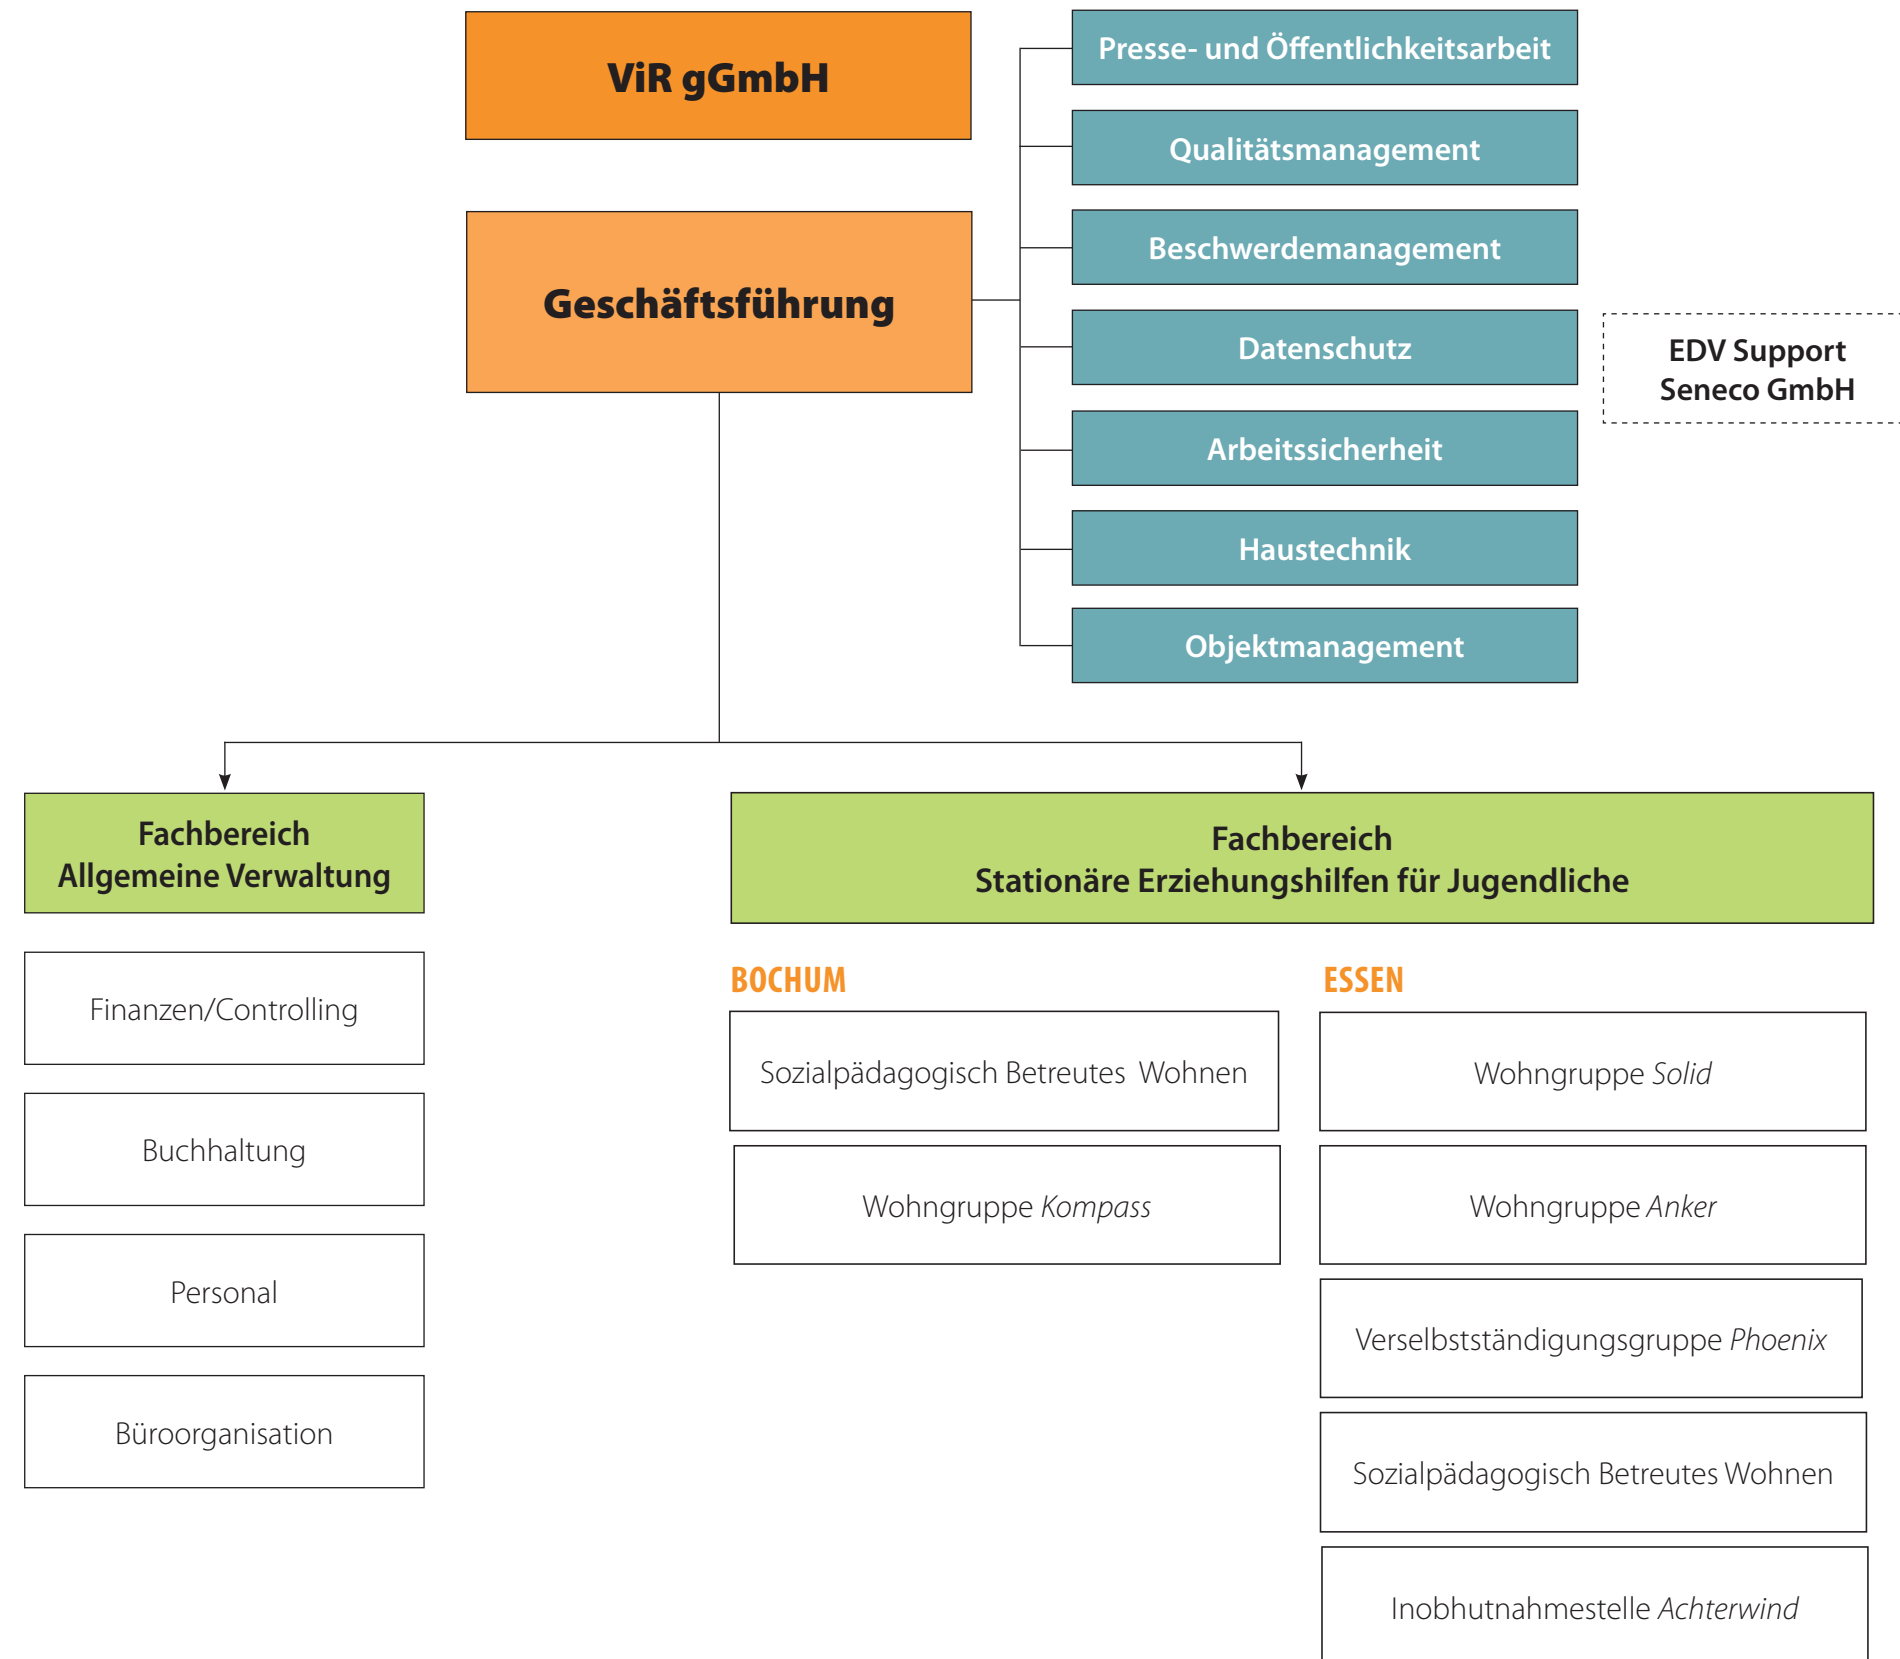 ViR gGmbH
Geschäftsführung
Presse- und Öffentlichkeitsarbeit
Qualitätsmanagement
Beschwerdemanagement
Datenschutz
Arbeitssicherheit
Haustechnik
Objektmanagement
EDV Support
Seneco GmbH
Fachbereich
Allgemeine Verwaltung
Finanzen/Controlling
Buchhaltung
Personal
Büroorganisation
Fachbereich
Stationäre Erziehungshilfen für Jugendliche
BOCHUM
Sozialpädagogisch Betreutes Wohnen
Wohngruppe Kompass
ESSEN
Wohngruppe Solid
Wohngruppe Anker
Verselbstständigungsgruppe Phoenix
Sozialpädagogisch Betreutes Wohnen
Inobhutnahmestelle Achterwind